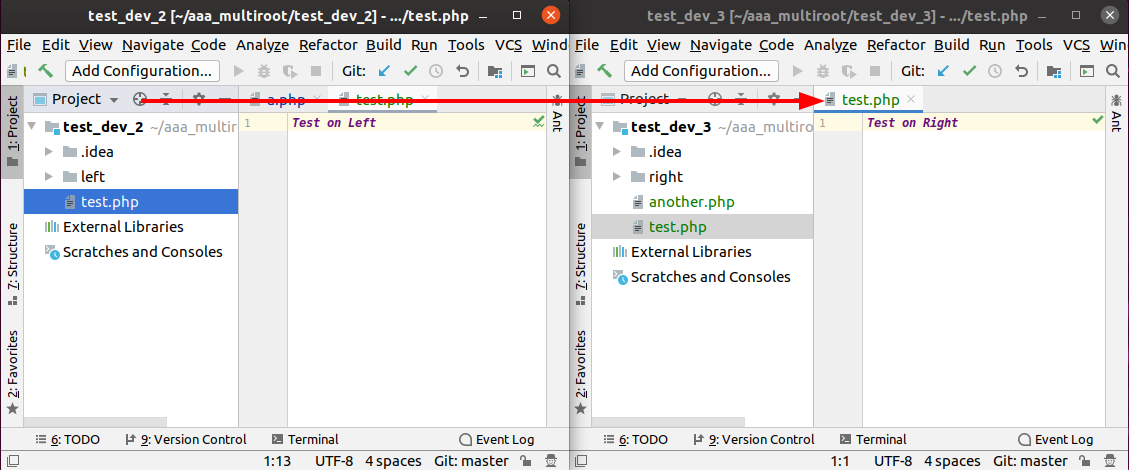 test_dev_2 [~/aaa_multiroot/test_dev_2] - .../test.php
File Edit View Navigate Code Analyze Refactor Build Run Tools VCS Wind
Add Configuration... Git:
1: Project
7: Structure
2: Favorites
Project
test_dev_2 ~/aaa_multir
.idea
left
test.php
External Libraries
Scratches and Consoles
a.php test.php
1 Test on Left
Ant
6: TODO 9: Version Control Terminal Event Log
1:13 UTF-8 4 spaces Git: master
test_dev_3 [~/aaa_multiroot/test_dev_3] - .../test.php
File Edit View Navigate Code Analyze Refactor Build Run Tools VCS Wind
Add Configuration... Git:
1: Project
7: Structure
2: Favorites
Project
test_dev_3 ~/aaa_multiro
.idea
right
another.php
test.php
External Libraries
Scratches and Consoles
test.php
1 Test on Right
Ant
6: TODO 9: Version Control Terminal Event Log
1:1 UTF-8 4 spaces Git: master